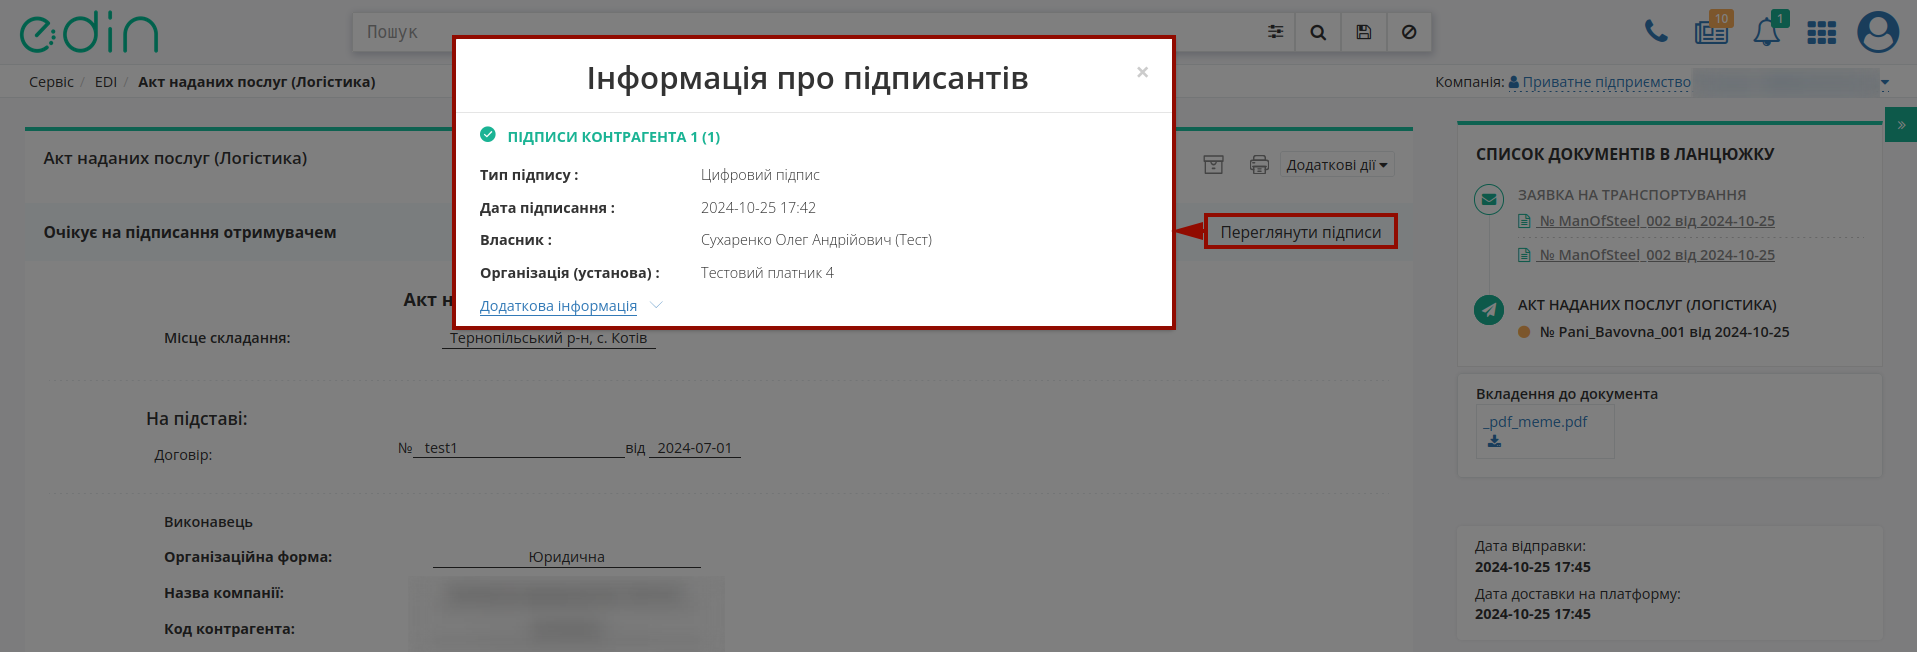 edin
Пошук
10
1
Сервіс / EDI / Акт наданих послуг (Логістика)
Компанія: Приватне підприємство
Інформація про підписантів
×
ПІДПИСИ КОНТРАГЕНТА 1 (1)
Тип підпису : Цифровий підпис
Дата підписання : 2024-10-25 17:42
Власник : Сухаренко Олег Андрійович (Тест)
Організація (установа) : Тестовий платник 4
Додаткова інформація
Акт наданих послуг (Логістика)
Додаткові дії
Очікує на підписання отримувачем
Переглянути підписи
Акт н
Місце складання: Тернопільський р-н, с. Котів
На підставі:
Договір: № test1 від 2024-07-01
Виконавець
Організаційна форма: Юридична
Назва компанії:
Код контрагента:
»
СПИСОК ДОКУМЕНТІВ В ЛАНЦЮЖКУ
ЗАЯВКА НА ТРАНСПОРТУВАННЯ
№ ManOfSteel_002 від 2024-10-25
№ ManOfSteel_002 від 2024-10-25
АКТ НАДАНИХ ПОСЛУГ (ЛОГІСТИКА)
№ Pani_Bavovna_001 від 2024-10-25
Вкладення до документа
_pdf_meme.pdf
Дата відправки:
2024-10-25 17:45
Дата доставки на платформу:
2024-10-25 17:45